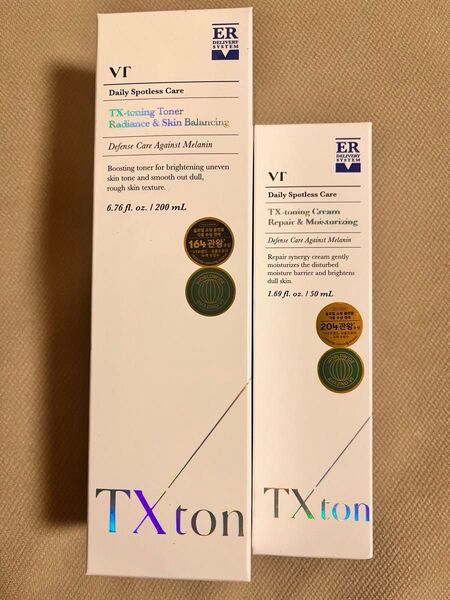 ER
DELIVERY
SYSTEM
VT
Daily Spotless Care
TX-toning Toner
Radiance & Skin Balancing
Defense Care Against Melanin
Boosting toner for brightening uneven
skin tone and smooth out dull,
rough skin texture.
6.76 fl. oz. / 200 mL
164관왕
TXton
ER
DELIVERY
SYSTEM
VT
Daily Spotless Care
TX-toning Cream
Repair & Moisturizing
Defense Care Against Melanin
Repair synergy cream gently
moisturizes the disturbed
moisture barrier and brightens
dull skin.
1.69 fl. oz. / 50 mL
204관왕
TXton